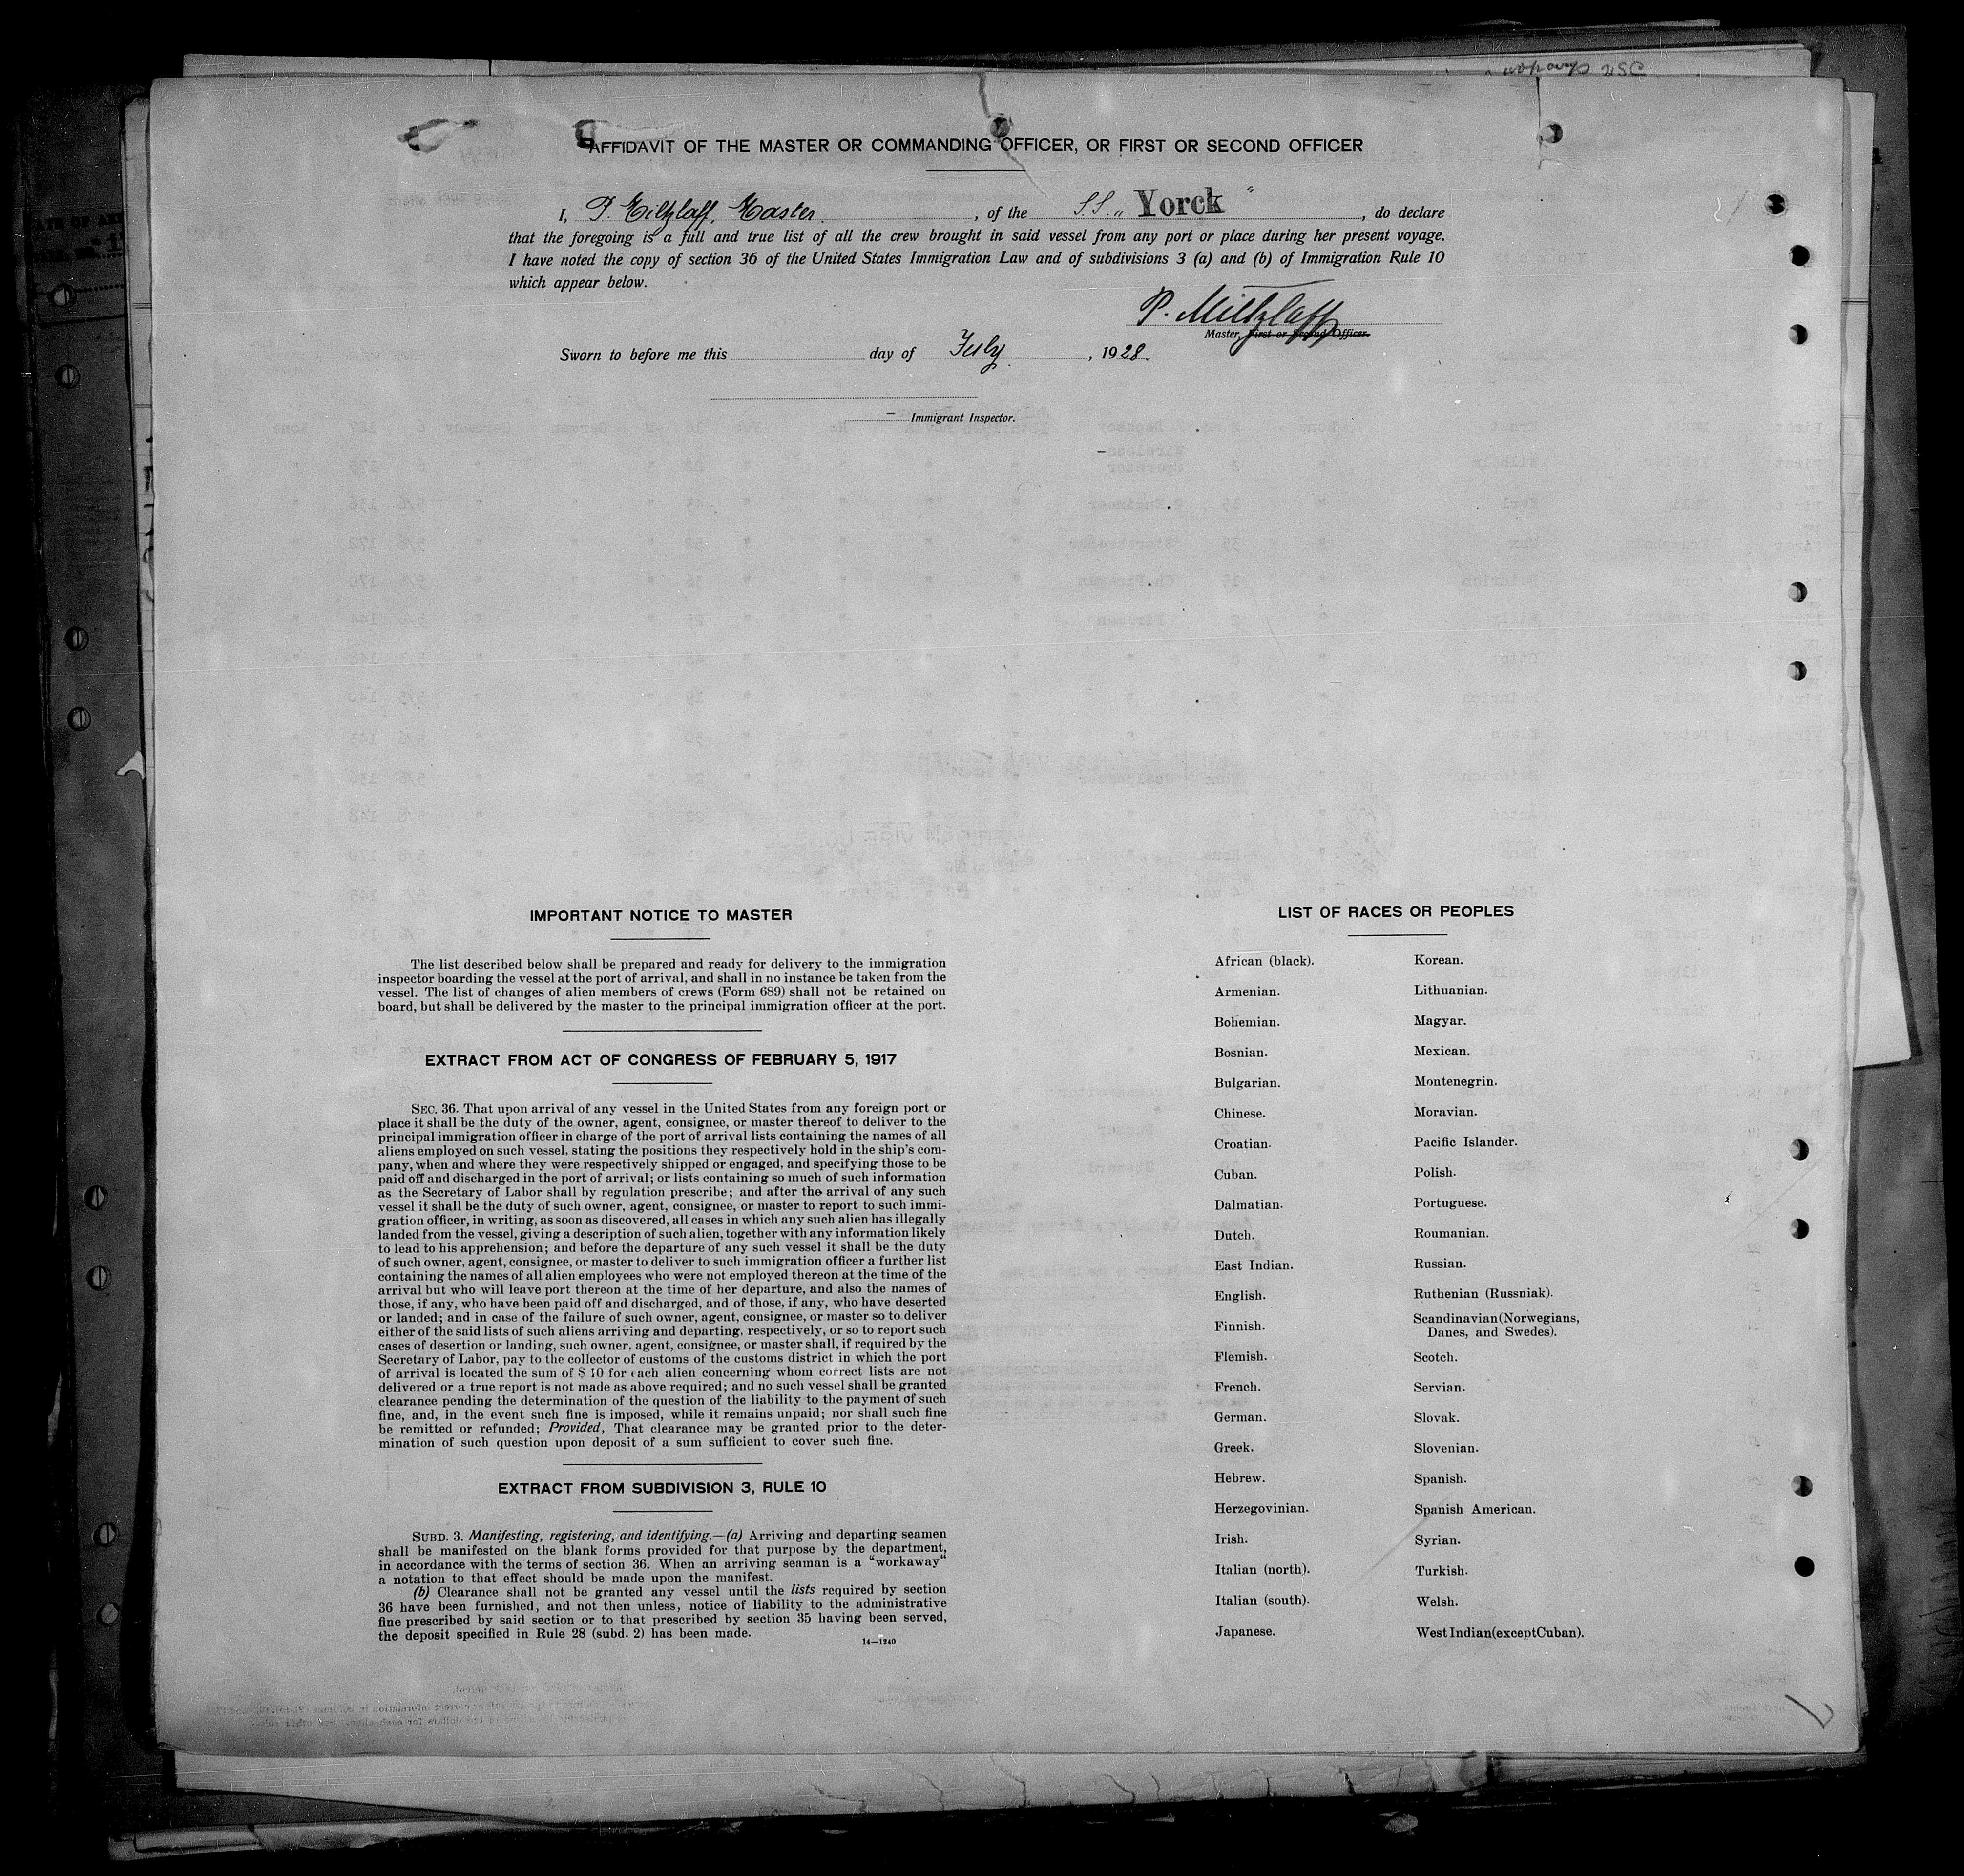 AFFIDAVIT OF THE MASTER OR COMMANDING OFFICER, OR FIRST OR SECOND OFFICER
I, P. Miltzlaff, Master, of the S.S. „Yorck“, do declare
that the foregoing is a full and true list of all the crew brought in said vessel from any port or place during her present voyage.
I have noted the copy of section 36 of the United States Immigration Law and of subdivisions 3 (a) and (b) of Immigration Rule 10
which appear below.
P. Miltzlaff
Master, First or Second Officer.
Sworn to before me this day of July, 1928.
Immigrant Inspector.
IMPORTANT NOTICE TO MASTER
The list described below shall be prepared and ready for delivery to the immigration
inspector boarding the vessel at the port of arrival, and shall in no instance be taken from the
vessel. The list of changes of alien members of crews (Form 689) shall not be retained on
board, but shall be delivered by the master to the principal immigration officer at the port.
EXTRACT FROM ACT OF CONGRESS OF FEBRUARY 5, 1917
SEC. 36. That upon arrival of any vessel in the United States from any foreign port or
place it shall be the duty of the owner, agent, consignee, or master thereof to deliver to the
principal immigration officer in charge of the port of arrival lists containing the names of all
aliens employed on such vessel, stating the positions they respectively hold in the ship's com-
pany, when and where they were respectively shipped or engaged, and specifying those to be
paid off and discharged in the port of arrival; or lists containing so much of such information
as the Secretary of Labor shall by regulation prescribe; and after the arrival of any such
vessel it shall be the duty of such owner, agent, consignee, or master to report to such immi-
gration officer, in writing, as soon as discovered, all cases in which any such alien has illegally
landed from the vessel, giving a description of such alien, together with any information likely
to lead to his apprehension; and before the departure of any such vessel it shall be the duty
of such owner, agent, consignee, or master to deliver to such immigration officer a further list
containing the names of all alien employees who were not employed thereon at the time of the
arrival but who will leave port thereon at the time of her departure, and also the names of
those, if any, who have been paid off and discharged, and of those, if any, who have deserted
or landed; and in case of the failure of such owner, agent, consignee, or master so to deliver
either of the said lists of such aliens arriving and departing, respectively, or so to report such
cases of desertion or landing, such owner, agent, consignee, or master shall, if required by the
Secretary of Labor, pay to the collector of customs of the customs district in which the port
of arrival is located the sum of $ 10 for each alien concerning whom correct lists are not
delivered or a true report is not made as above required; and no such vessel shall be granted
clearance pending the determination of the question of the liability to the payment of such
fine, and, in the event such fine is imposed, while it remains unpaid; nor shall such fine
be remitted or refunded; Provided, That clearance may be granted prior to the deter-
mination of such question upon deposit of a sum sufficient to cover such fine.
EXTRACT FROM SUBDIVISION 3, RULE 10
SUBD. 3. Manifesting, registering, and identifying.—(a) Arriving and departing seamen
shall be manifested on the blank forms provided for that purpose by the department,
in accordance with the terms of section 36. When an arriving seaman is a “workaway“
a notation to that effect should be made upon the manifest.
(b) Clearance shall not be granted any vessel until the lists required by section
36 have been furnished, and not then unless, notice of liability to the administrative
fine prescribed by said section or to that prescribed by section 35 having been served,
the deposit specified in Rule 28 (subd. 2) has been made.
14—1240
LIST OF RACES OR PEOPLES
African (black).
Armenian.
Bohemian.
Bosnian.
Bulgarian.
Chinese.
Croatian.
Cuban.
Dalmatian.
Dutch.
East Indian.
English.
Finnish.
Flemish.
French.
German.
Greek.
Hebrew.
Herzegovinian.
Irish.
Italian (north).
Italian (south).
Japanese.
Korean.
Lithuanian.
Magyar.
Mexican.
Montenegrin.
Moravian.
Pacific Islander.
Polish.
Portuguese.
Roumanian.
Russian.
Ruthenian (Russniak).
Scandinavian(Norwegians,
Danes, and Swedes).
Scotch.
Servian.
Slovak.
Slovenian.
Spanish.
Spanish American.
Syrian.
Turkish.
Welsh.
West Indian(exceptCuban).